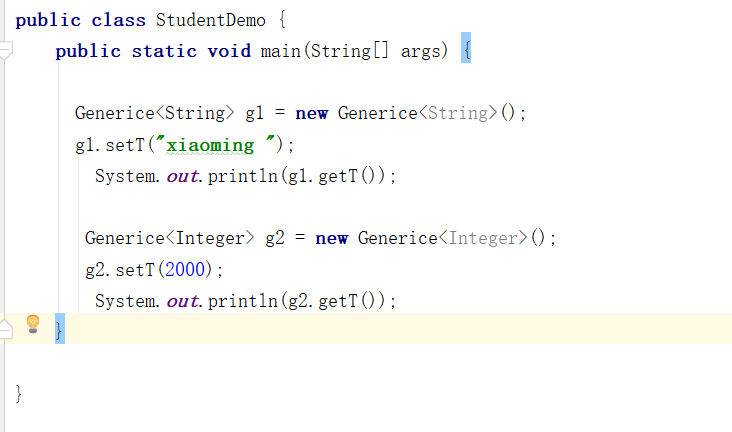 public class StudentDemo {
public static void main(String[] args) {
Generice<String> g1 = new Generice<String>();
g1.setT("xiaoming ");
System.out.println(g1.getT());
Generice<Integer> g2 = new Generice<Integer>();
g2.setT(2000);
System.out.println(g2.getT());
}
}